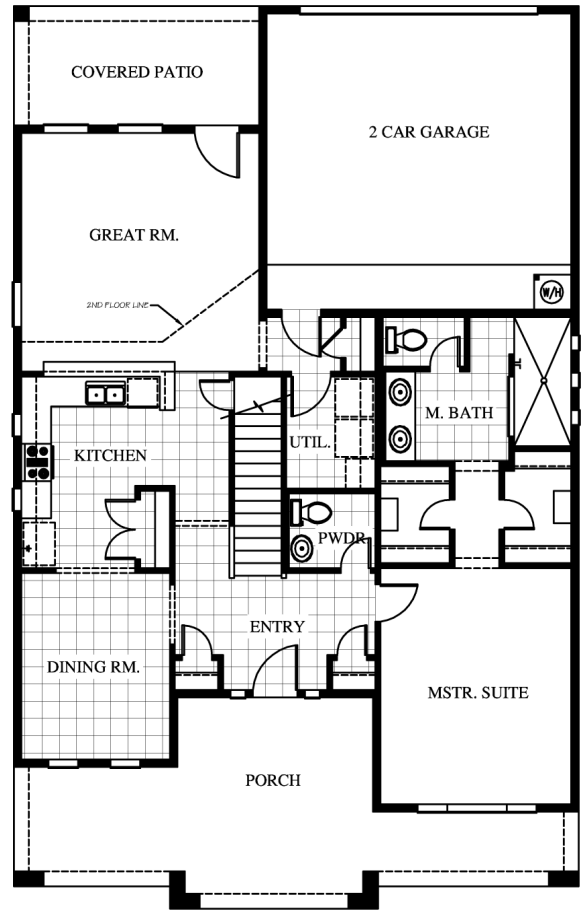 COVERED PATIO
2 CAR GARAGE
GREAT RM.
2ND FLOOR LINE
W/H
M. BATH
UTIL.
KITCHEN
PWDR.
ENTRY
DINING RM.
MSTR. SUITE
PORCH